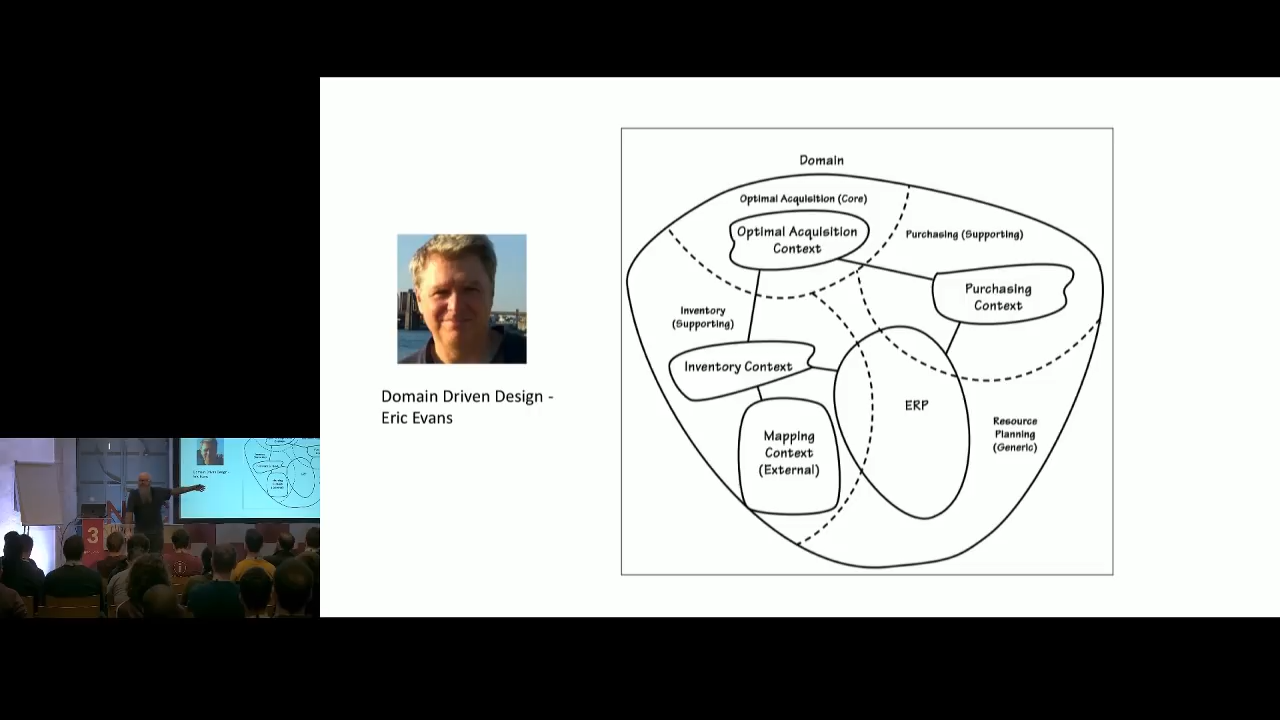 Domain
Optimal Acquisition (Core)
Optimal Acquisition
Context
Purchasing (Supporting)
Purchasing
Context
Inventory
(Supporting)
Inventory Context
Mapping
Context
(External)
ERP
Resource
Planning
(Generic)
Domain Driven Design -
Eric Evans
3